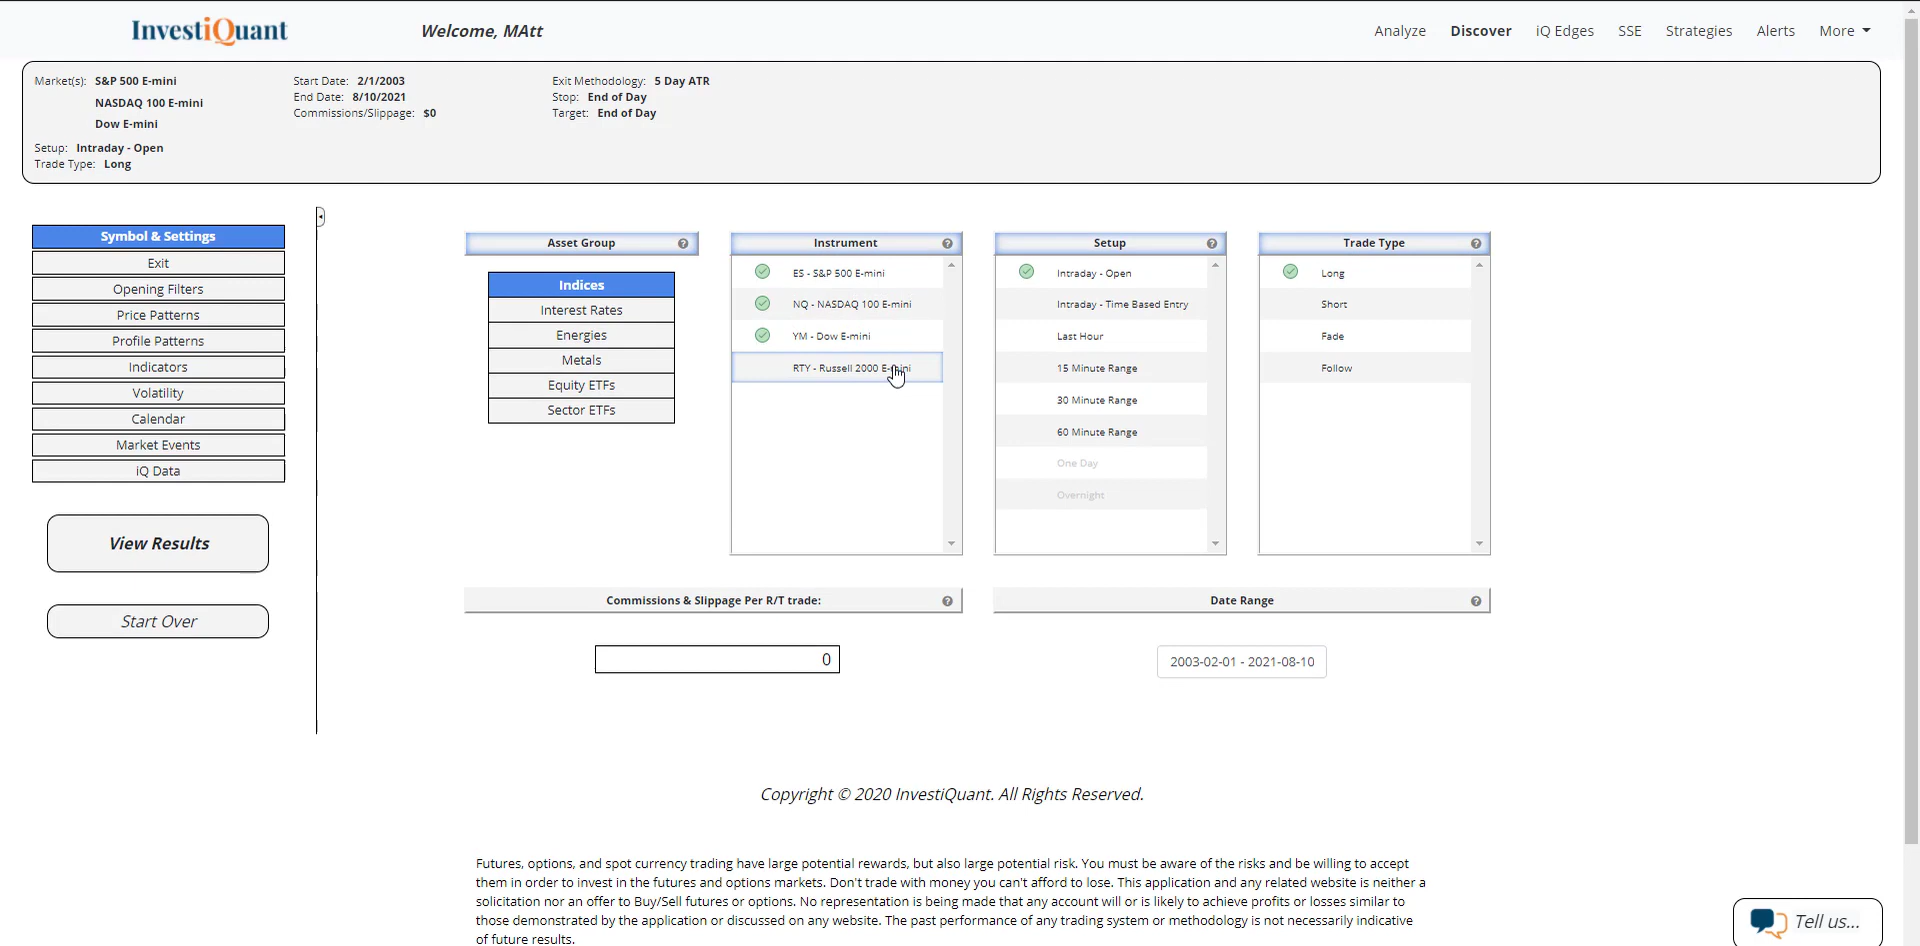 InvestiQuant
Welcome, MAtt
Analyze Discover iQ Edges SSE Strategies Alerts More
Market(s): S&P 500 E-mini
NASDAQ 100 E-mini
Dow E-mini
Setup: Intraday - Open
Trade Type: Long
Start Date: 2/1/2003
End Date: 8/10/2021
Commissions/Slippage: $0
Exit Methodology: 5 Day ATR
Stop: End of Day
Target: End of Day
Symbol & Settings
Exit
Opening Filters
Price Patterns
Profile Patterns
Indicators
Volatility
Calendar
Market Events
iQ Data
View Results
Start Over
Asset Group ?
Indices
Interest Rates
Energies
Metals
Equity ETFs
Sector ETFs
Instrument ?
ES - S&P 500 E-mini
NQ - NASDAQ 100 E-mini
YM - Dow E-mini
RTY - Russell 2000 E-mini
Setup ?
Intraday - Open
Intraday - Time Based Entry
Last Hour
15 Minute Range
30 Minute Range
60 Minute Range
One Day
Overnight
Trade Type ?
Long
Short
Fade
Follow
Commissions & Slippage Per R/T trade: ?
0
Date Range ?
2003-02-01 - 2021-08-10
Copyright © 2020 InvestiQuant. All Rights Reserved.
Futures, options, and spot currency trading have large potential rewards, but also large potential risk. You must be aware of the risks and be willing to accept
them in order to invest in the futures and options markets. Don't trade with money you can't afford to lose. This application and any related website is neither a
solicitation nor an offer to Buy/Sell futures or options. No representation is being made that any account will or is likely to achieve profits or losses similar to
those demonstrated by the application or discussed on any website. The past performance of any trading system or methodology is not necessarily indicative
of future results.
Tell us...